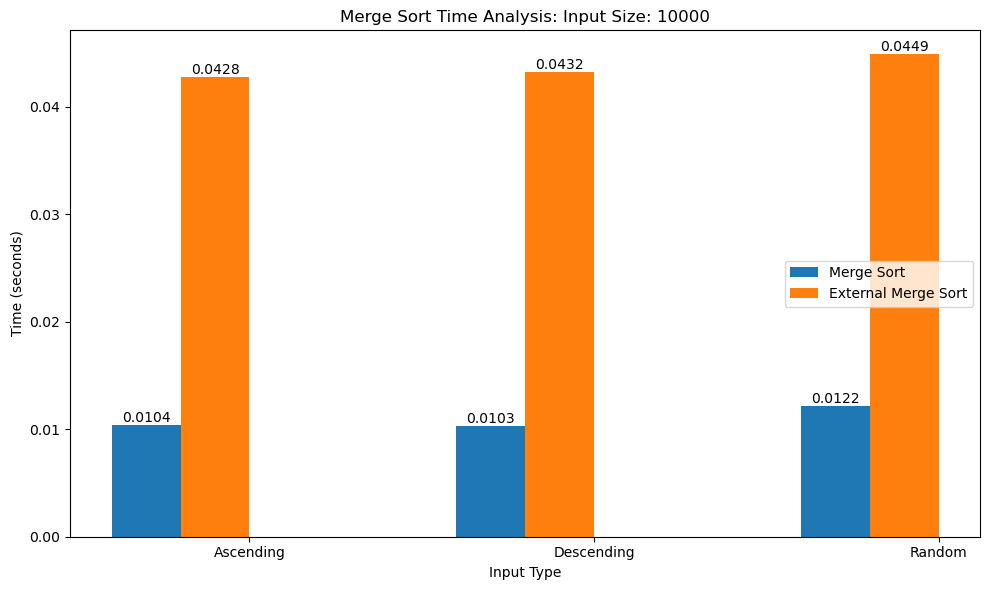 Merge Sort Time Analysis: Input Size: 10000
0.0449
0.0428
0.0432
0.04
0.03
Time (seconds)
Merge Sort
External Merge Sort
0.02
0.0122
0.0104
0.0103
0.01
0.00
Ascending
Descending
Random
Input Type